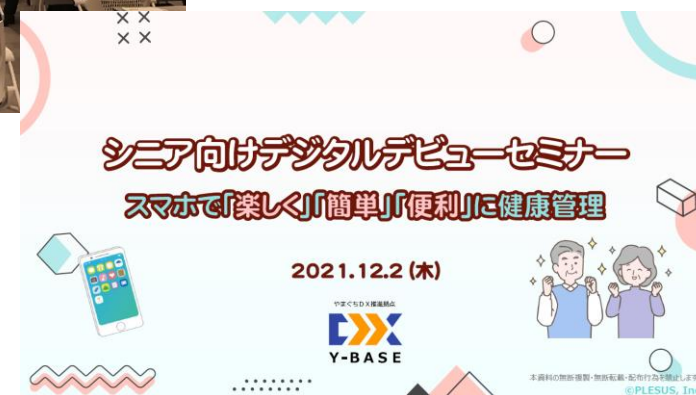 シニア向けデジタルデビューセミナー
スマホで「楽しく」「簡単」「便利」に健康管理
2021.12.2 (木)
やまぐちDX推進拠点
Y-BASE
本資料の無断複製・無断転載・配布行為を禁止します
©PLESUS, In